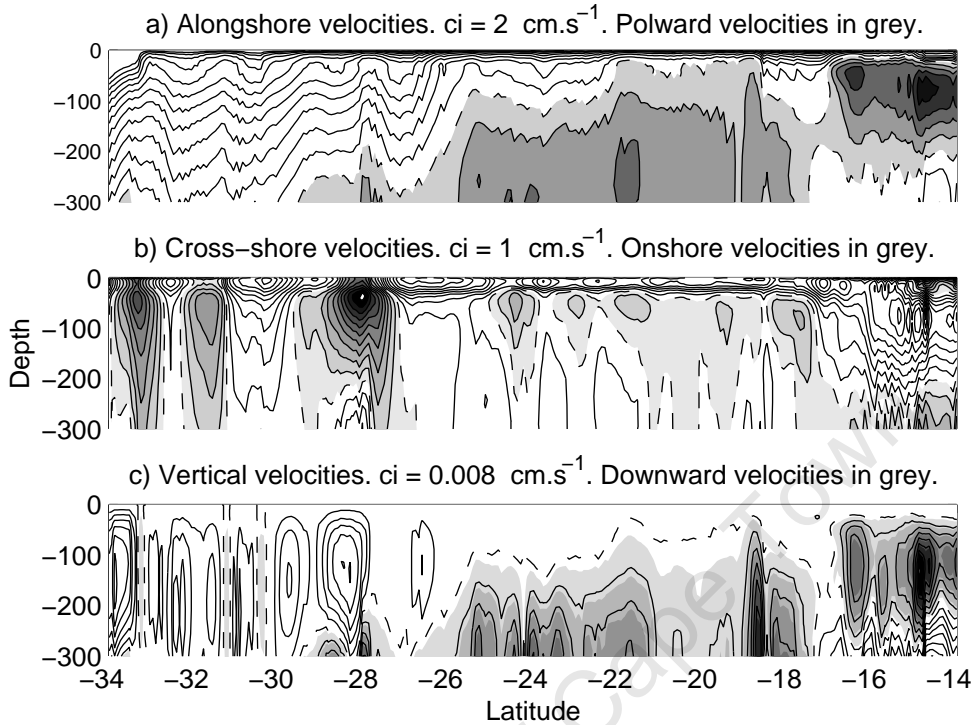 a) Alongshore velocities. ci = 2 cm.s−1. Polward velocities in grey.
0
−100
−200
−300
b) Cross−shore velocities. ci = 1 cm.s−1. Onshore velocities in grey.
0
−100
−200
−300
Depth
c) Vertical velocities. ci = 0.008 cm.s−1. Downward velocities in grey.
0
−100
−200
−300
−34 −32 −30 −28 −26 −24 −22 −20 −18 −16 −14
Latitude
Cape Town